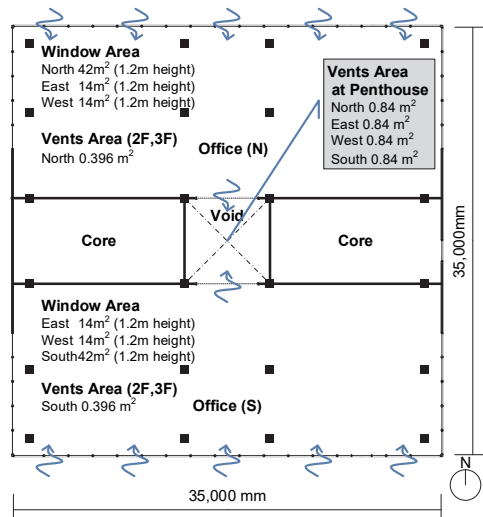 Window Area
North 42m² (1.2m height)
East 14m² (1.2m height)
West 14m² (1.2m height)
Vents Area (2F,3F)
North 0.396 m²
Office (N)
Vents Area
at Penthouse
North 0.84 m²
East 0.84 m²
West 0.84 m²
South 0.84 m²
Core
Void
Core
35,000mm
Window Area
East 14m² (1.2m height)
West 14m² (1.2m height)
South42m² (1.2m height)
Vents Area (2F,3F)
South 0.396 m²
Office (S)
N
35,000 mm